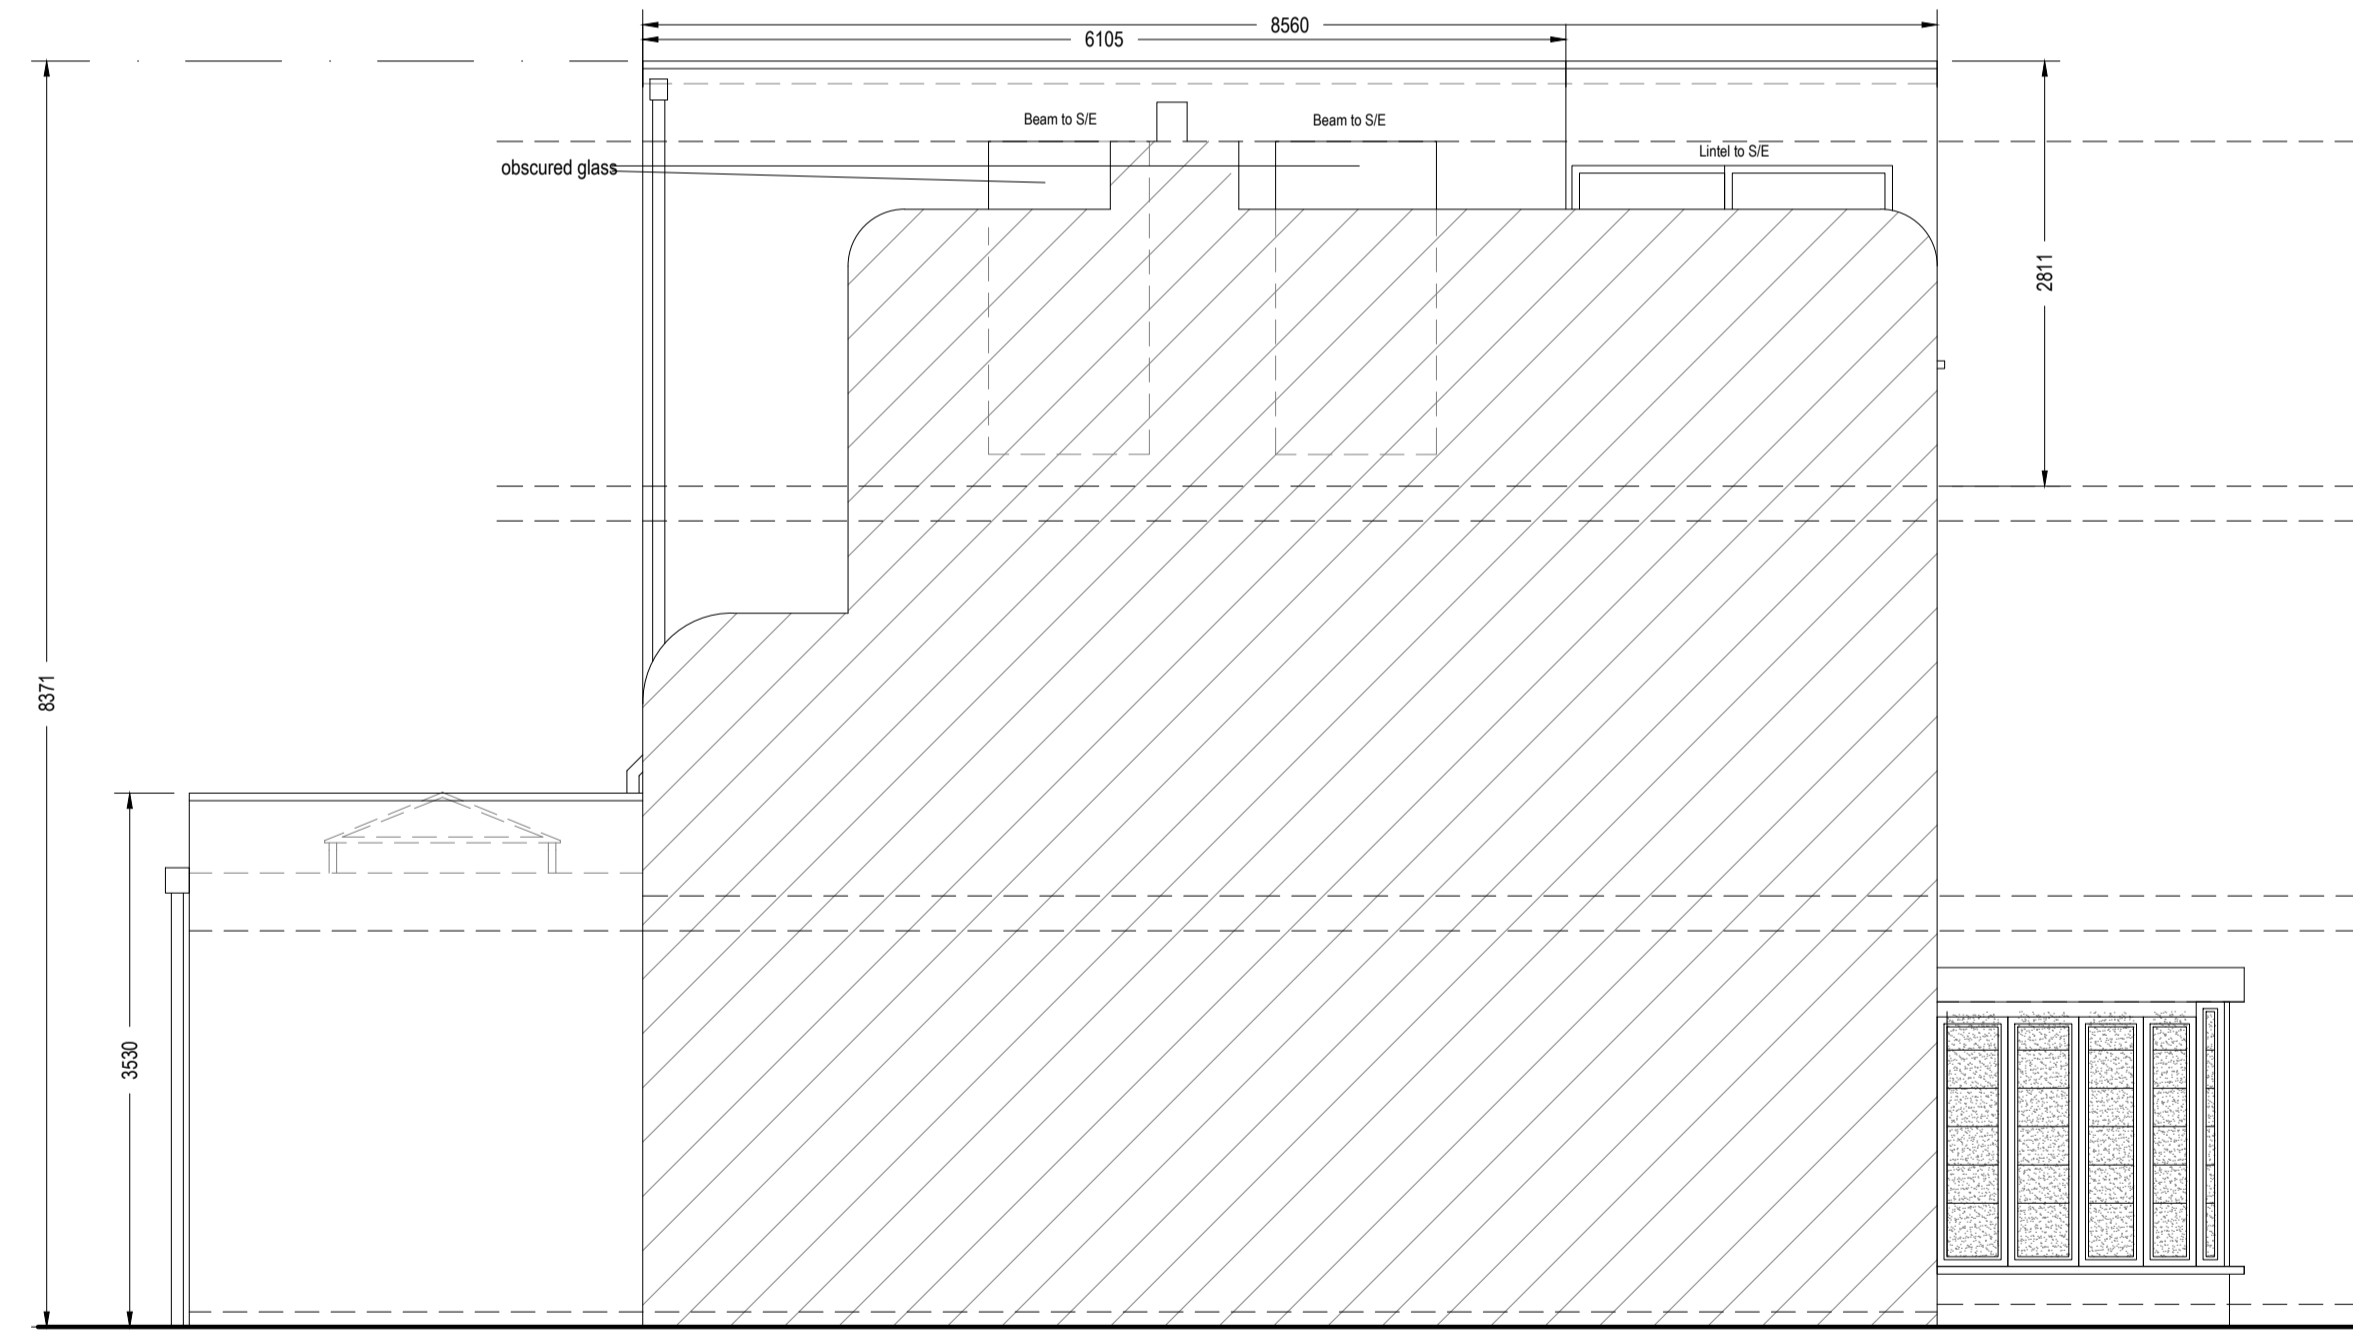 8560
6105
Beam to S/E
Beam to S/E
Lintel to S/E
obscured glass
2811
8371
3530